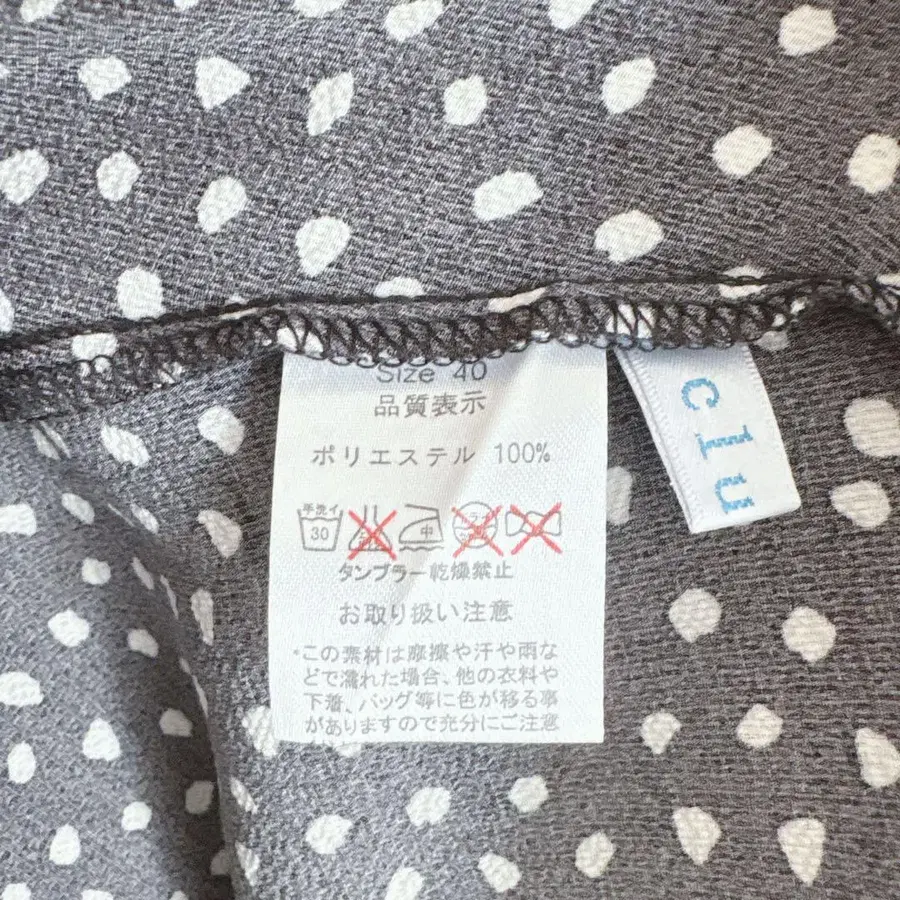 Size 40
品質表示
ポリエステル 100%
手洗イ
30
中
タンブラー乾燥禁止
お取り扱い注意
*この素材は摩擦や汗や雨な
どで濡れた場合、他の衣料や
下着、バッグ等に色が移る事
がありますので充分にご注意
clu